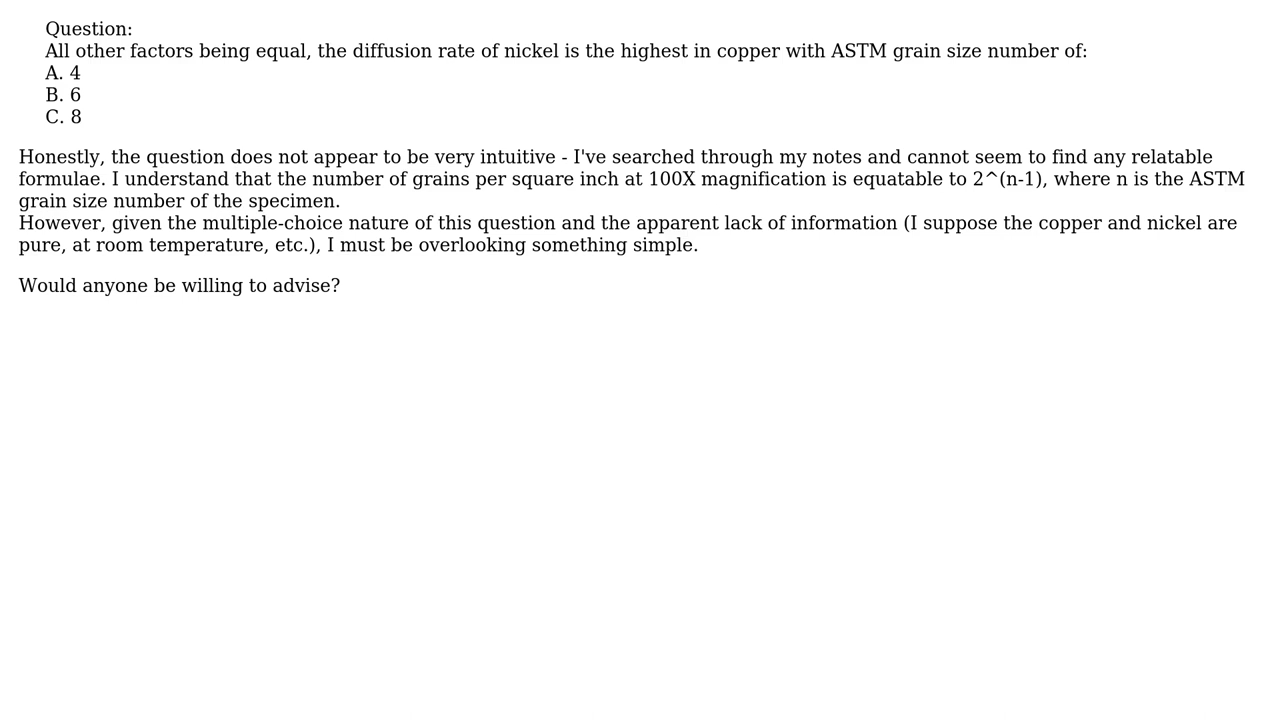 Question:
All other factors being equal, the diffusion rate of nickel is the highest in copper with ASTM grain size number of:
A. 4
B. 6
C. 8
Honestly, the question does not appear to be very intuitive - I've searched through my notes and cannot seem to find any relatable
formulae. I understand that the number of grains per square inch at 100X magnification is equatable to 2^(n-1), where n is the ASTM
grain size number of the specimen.
However, given the multiple-choice nature of this question and the apparent lack of information (I suppose the copper and nickel are
pure, at room temperature, etc.), I must be overlooking something simple.
Would anyone be willing to advise?